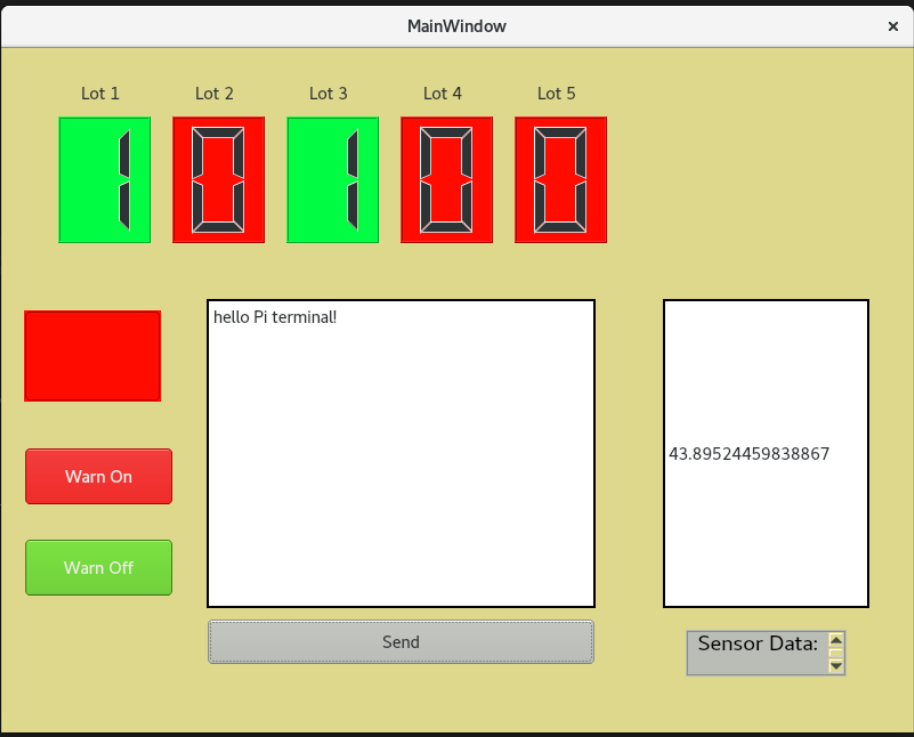 MainWindow
Lot 1 Lot 2 Lot 3 Lot 4 Lot 5
1 0 1 0 0
hello Pi terminal!
43.89524459838867
Warn On
Warn Off
Send
Sensor Data: